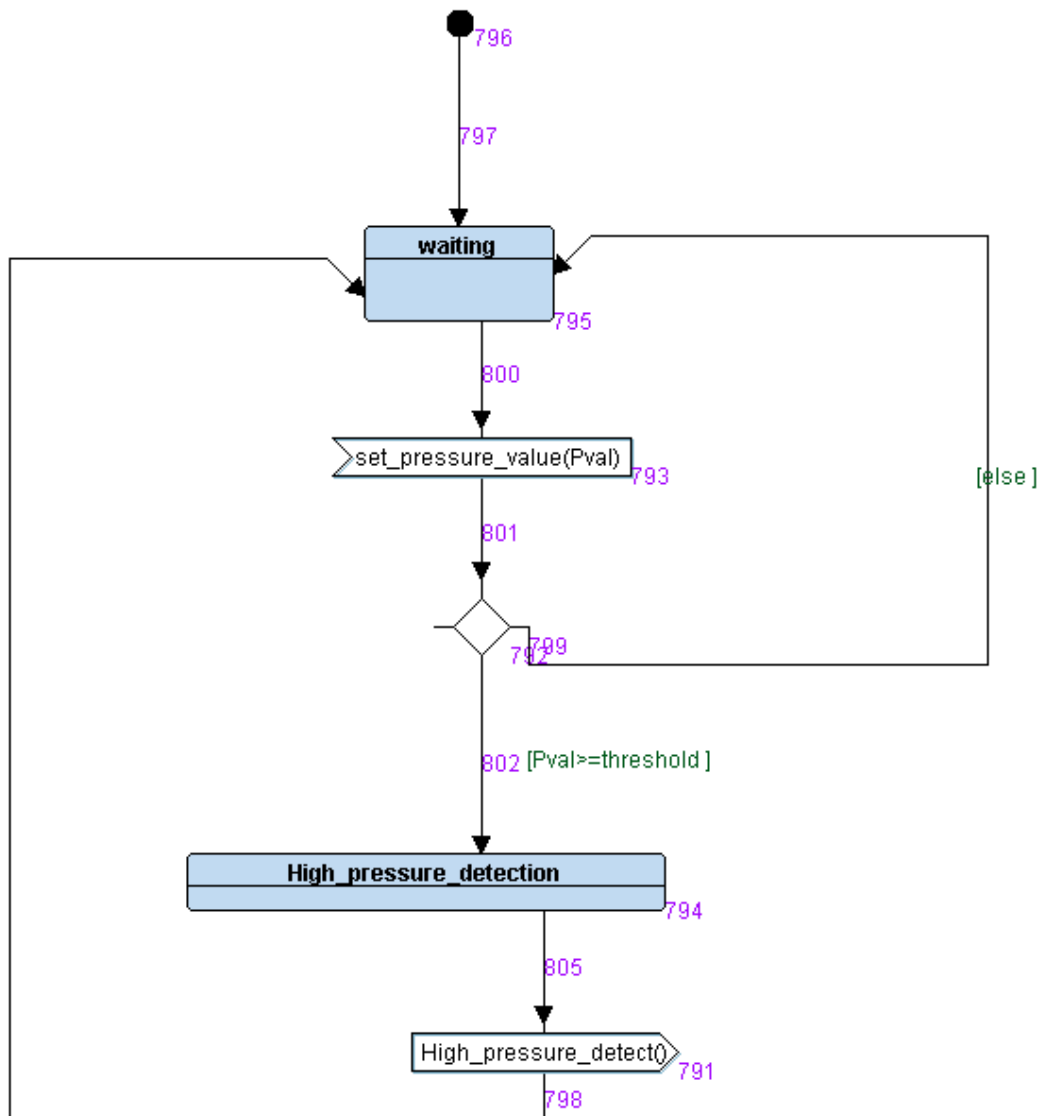 796
797
waiting
795
800
set_pressure_value(Pval)
793
[else ]
801
799
792
802
[Pval>=threshold ]
High_pressure_detection
794
805
High_pressure_detect()
791
798